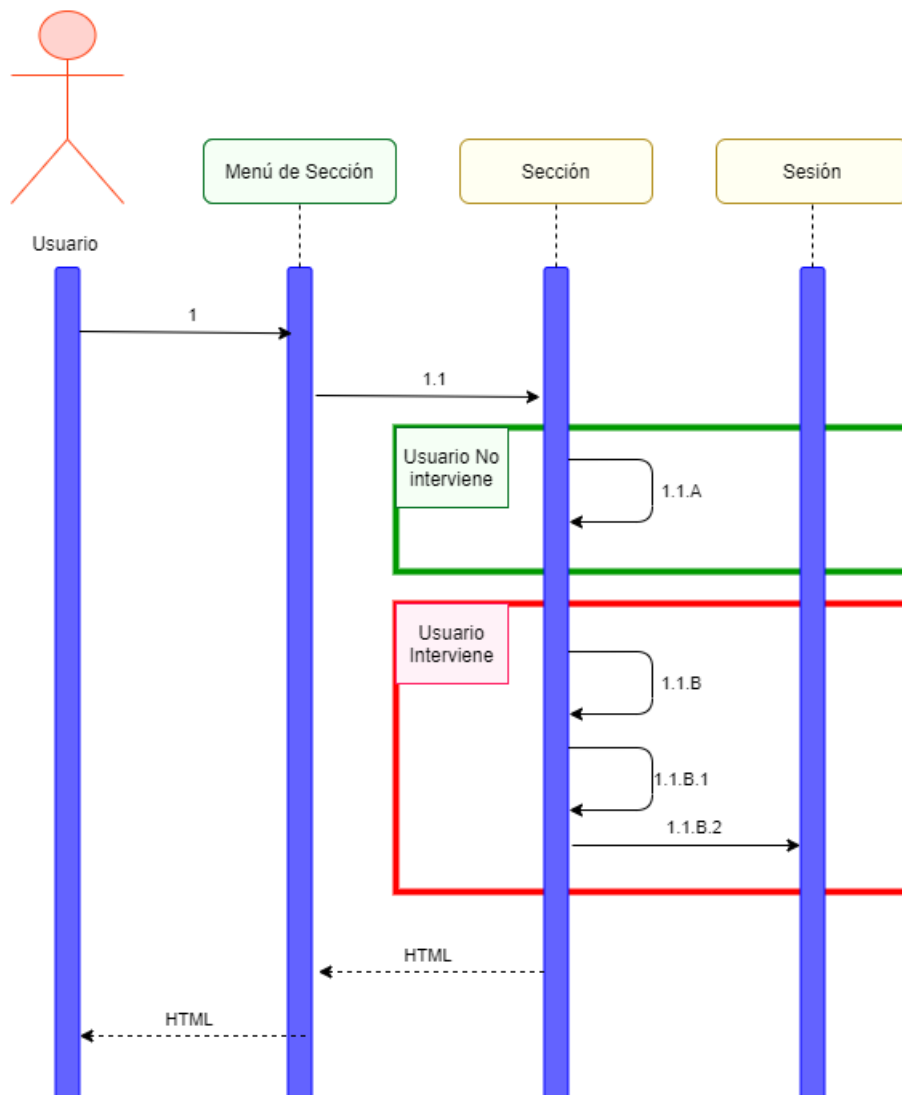 Usuario
Menú de Sección
Sección
Sesión
1
1.1
Usuario No
interviene
1.1.A
Usuario
Interviene
1.1.B
1.1.B.1
1.1.B.2
HTML
HTML